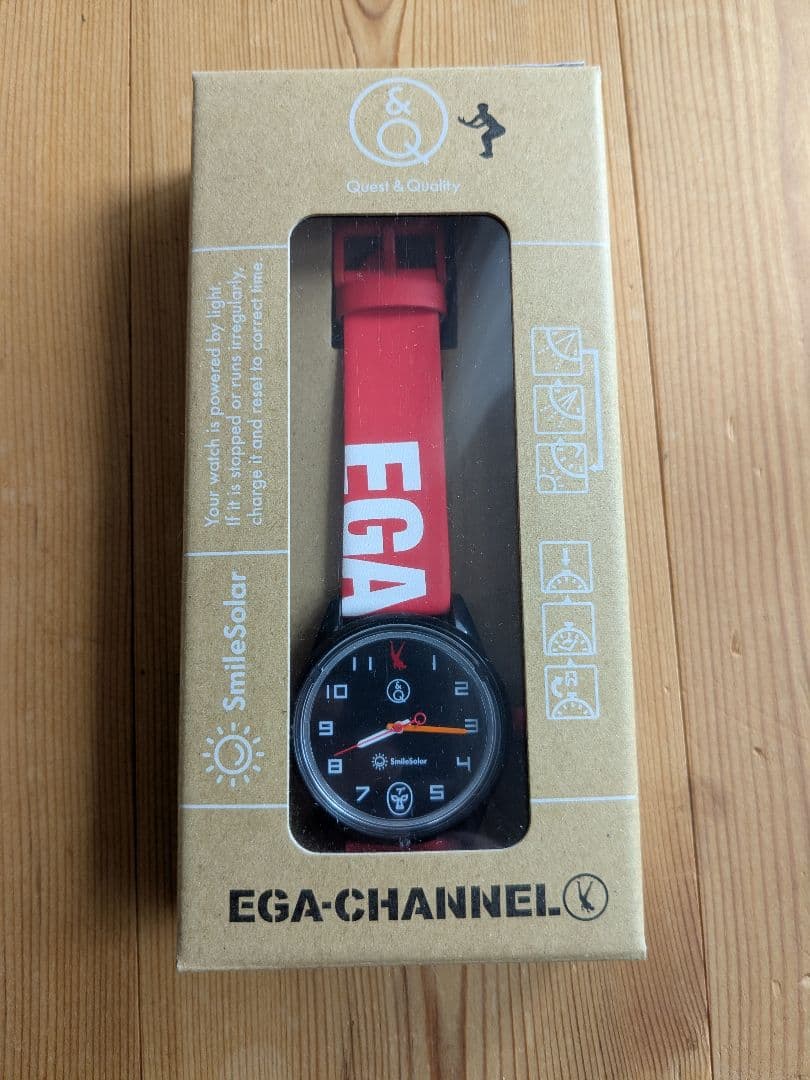 &
Q
Quest & Quality
Your watch is powered by light.
If it is stopped or runs irregularly,
charge it and reset to correct time.
SmileSolar
EGA
11
1
10
&
Q
2
9
3
8
SmileSolar
4
7
5
EGA-CHANNEL